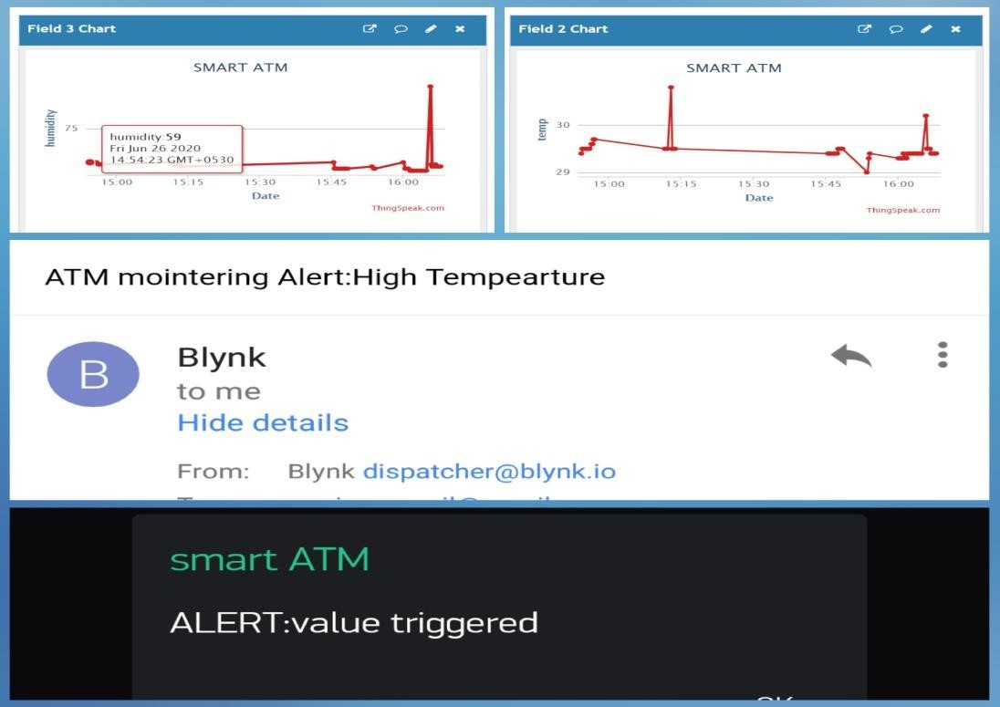 Field 3 Chart
SMART ATM
humidity
75
humidity:59
Fri Jun 26 2020
14:54:23 GMT+0530
15:00 15:15 15:30 15:45 16:00
Date
ThingSpeak.com
Field 2 Chart
SMART ATM
temp
30
29
15:00 15:15 15:30 15:45 16:00
Date
ThingSpeak.com
ATM mointering Alert:High Tempearture
B
Blynk
to me
Hide details
From: Blynk dispatcher@blynk.io
smart ATM
ALERT:value triggered
OK